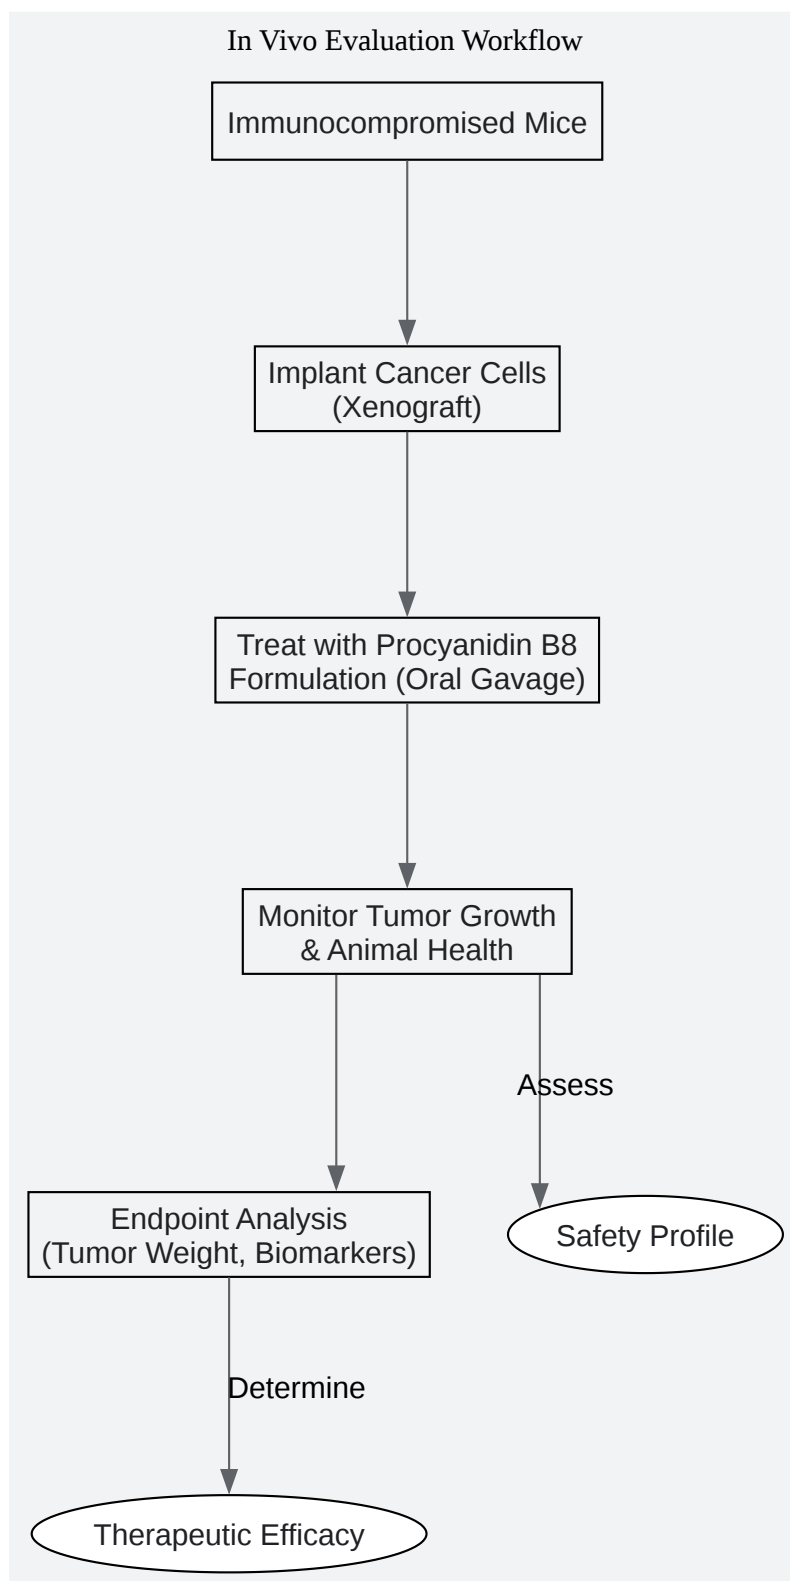 In Vivo Evaluation Workflow
Immunocompromised Mice
Implant Cancer Cells
(Xenograft)
Treat with Procyanidin B8
Formulation (Oral Gavage)
Monitor Tumor Growth
& Animal Health
Assess
Endpoint Analysis
(Tumor Weight, Biomarkers)
Safety Profile
Determine
Therapeutic Efficacy